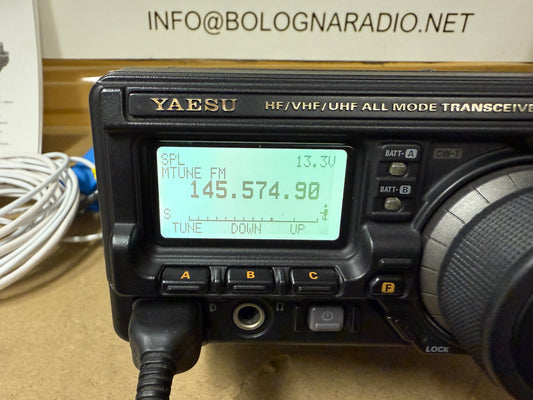 INFO@BOLOGNARADIO.NET
YAESU
HF/VHF/UHF ALL MODE TRANSCEIVE
SPL 13.3V
MTUNE FM
145.574.90
S
TUNE DOWN UP
BATT-A
BATT-B
CW-T
A B C
F
D
LOCK